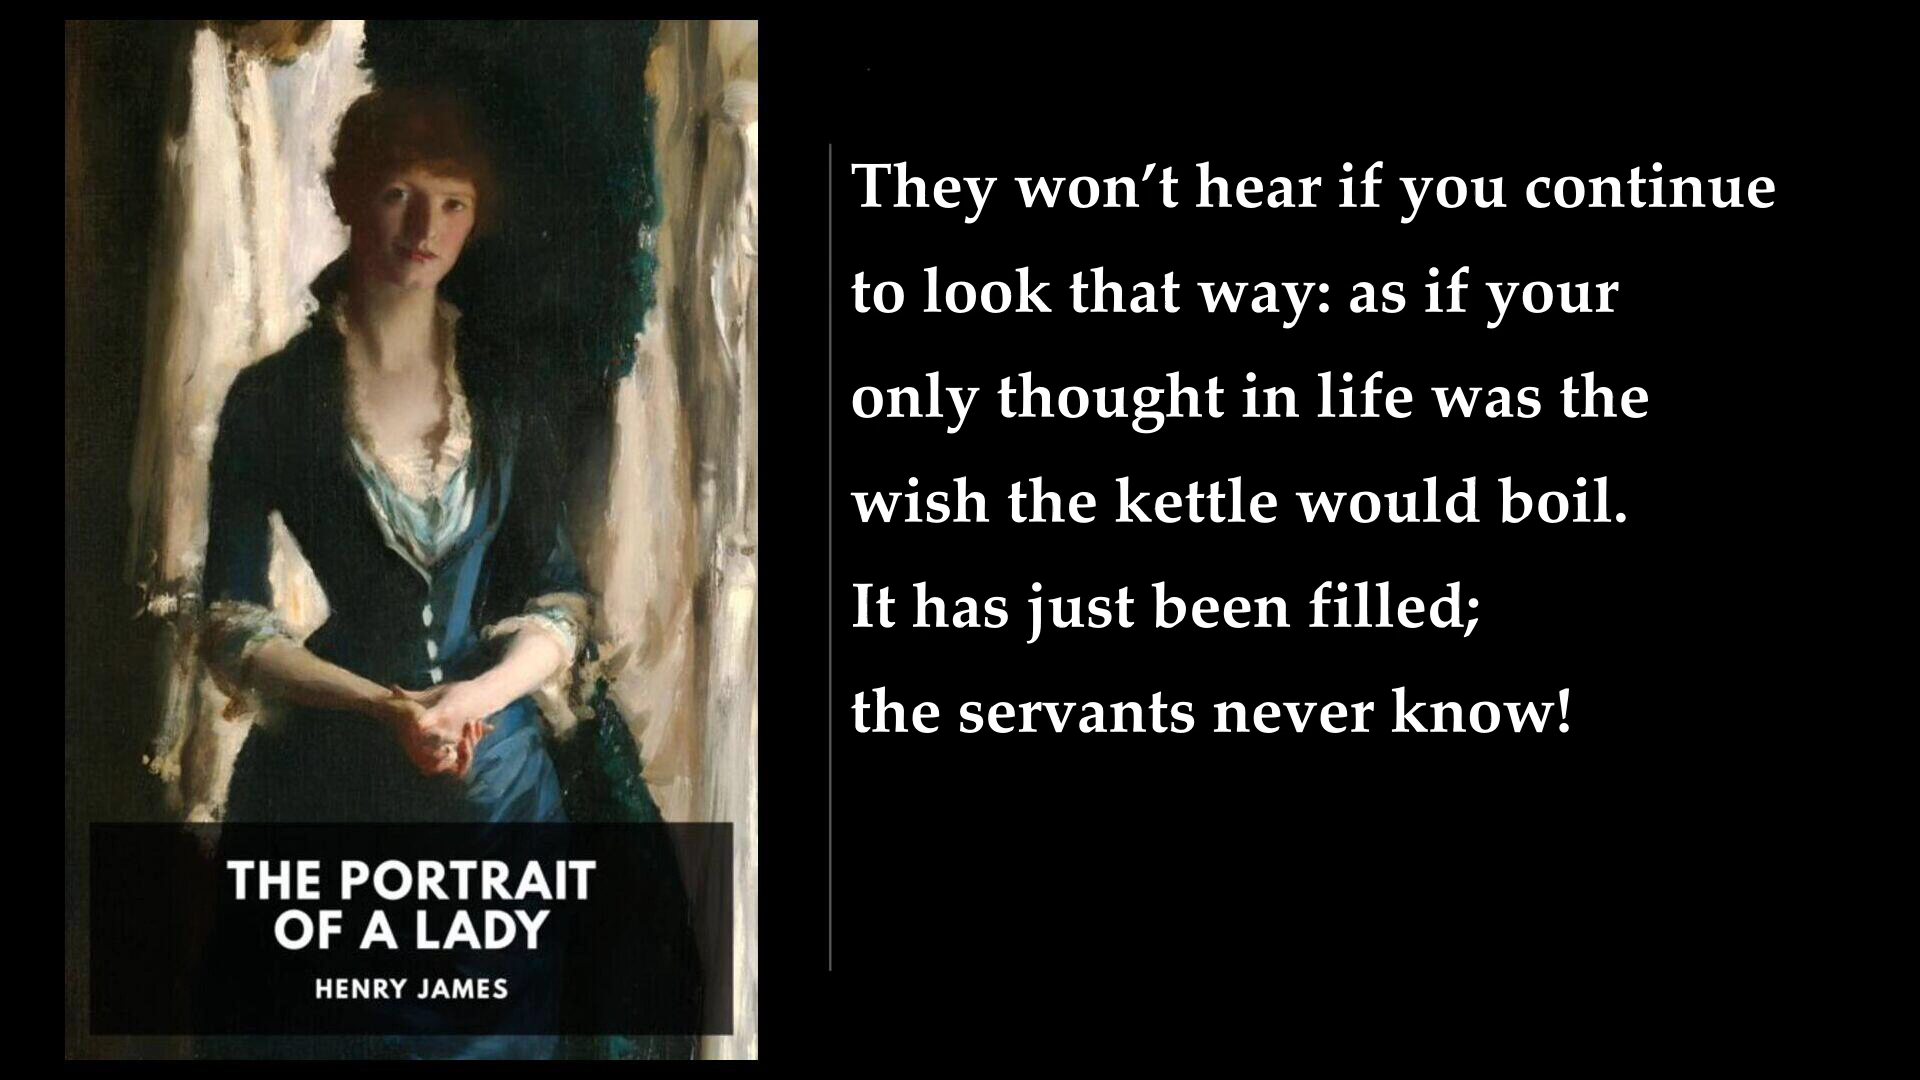 They won’t hear if you continue
to look that way: as if your
only thought in life was the
wish the kettle would boil.
It has just been filled;
the servants never know!
THE PORTRAIT
OF A LADY
HENRY JAMES